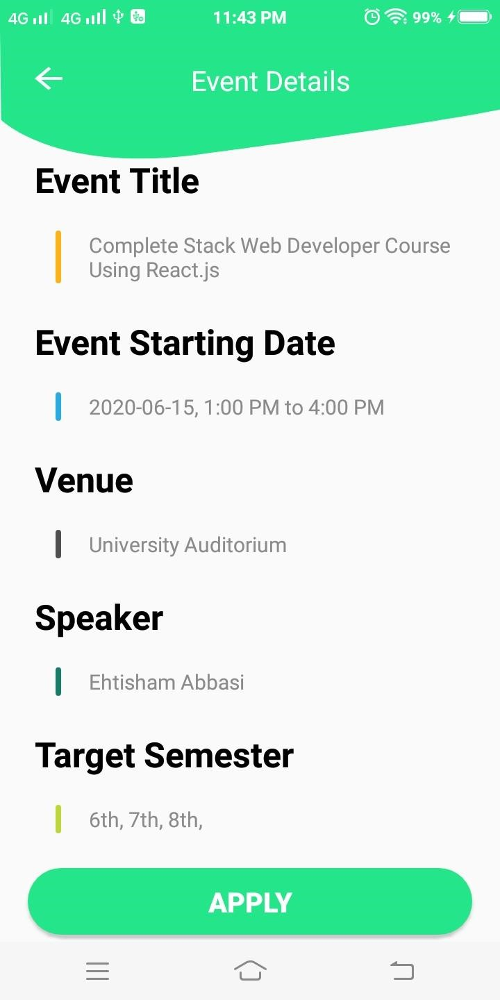 4G 4G 11:43 PM 99%
Event Details
Event Title
Complete Stack Web Developer Course
Using React.js
Event Starting Date
2020-06-15, 1:00 PM to 4:00 PM
Venue
University Auditorium
Speaker
Ehtisham Abbasi
Target Semester
6th, 7th, 8th,
APPLY